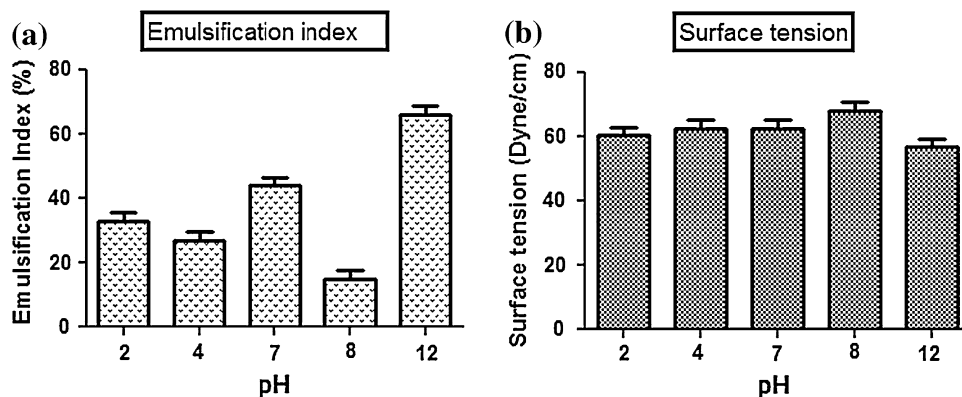 (a)
Emulsification index
Emulsification Index (%)
80
60
40
20
0
2 4 7 8 12
pH
(b)
Surface tension
Surface tension (Dyne/cm)
80
60
40
20
0
2 4 7 8 12
pH